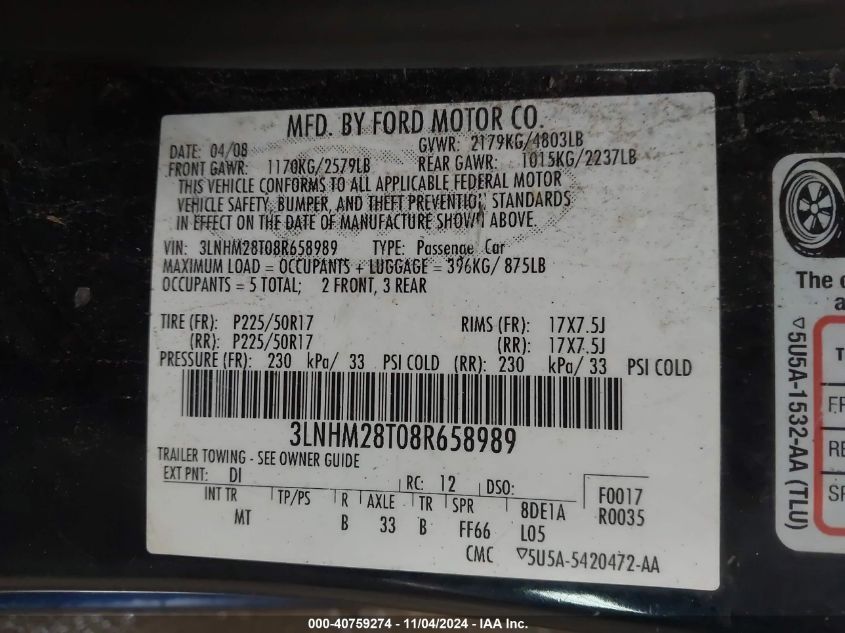 MFD. BY FORD MOTOR CO.
DATE: 04/08 GVWR: 2179KG/4803LB
FRONT GAWR: 1170KG/2579LB REAR GAWR: 1015KG/2237LB
THIS VEHICLE CONFORMS TO ALL APPLICABLE FEDERAL MOTOR
VEHICLE SAFETY, BUMPER, AND THEFT PREVENTION STANDARDS
IN EFFECT ON THE DATE OF MANUFACTURE SHOWN ABOVE.
VIN: 3LNHM28T08R658989 TYPE: Passenge Car
MAXIMUM LOAD = OCCUPANTS + LUGGAGE = 396KG/ 875LB
OCCUPANTS = 5 TOTAL; 2 FRONT, 3 REAR
TIRE (FR): P225/50R17 RIMS (FR): 17X7.5J
(RR): P225/50R17 (RR): 17X7.5J
PRESSURE (FR): 230 kPa/ 33 PSI COLD (RR): 230 kPa/ 33 PSI COLD
3LNHM28T08R658989
TRAILER TOWING - SEE OWNER GUIDE
EXT PNT: DI RC: 12 DSO: F0017
INT TR TP/PS R AXLE TR SPR 8DE1A R0035
MT B 33 B FF66 L05
CMC ▽5U5A-5420472-AA
▽5U5A-1532-AA (TLU)
The
a
T
FR
RE
SP
000-40759274 - 11/04/2024 - IAA Inc.